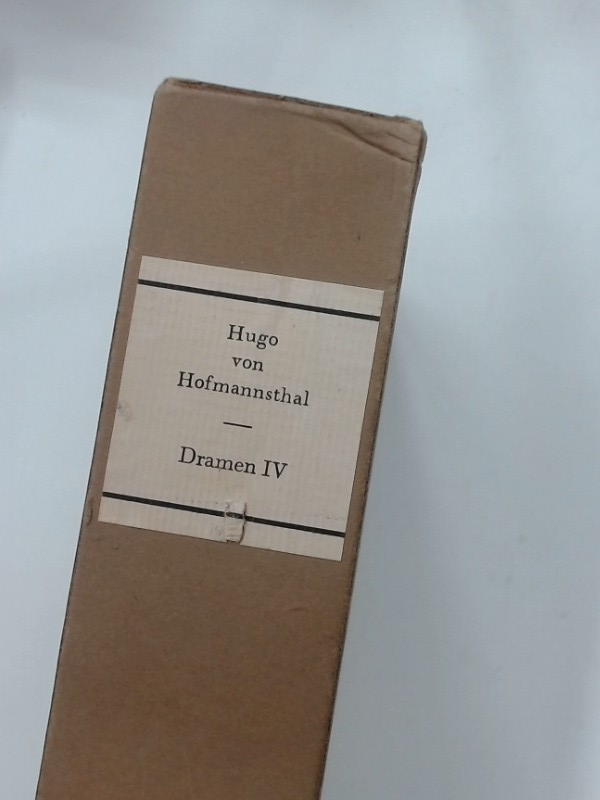 Hugo
von
Hofmannsthal
Dramen IV